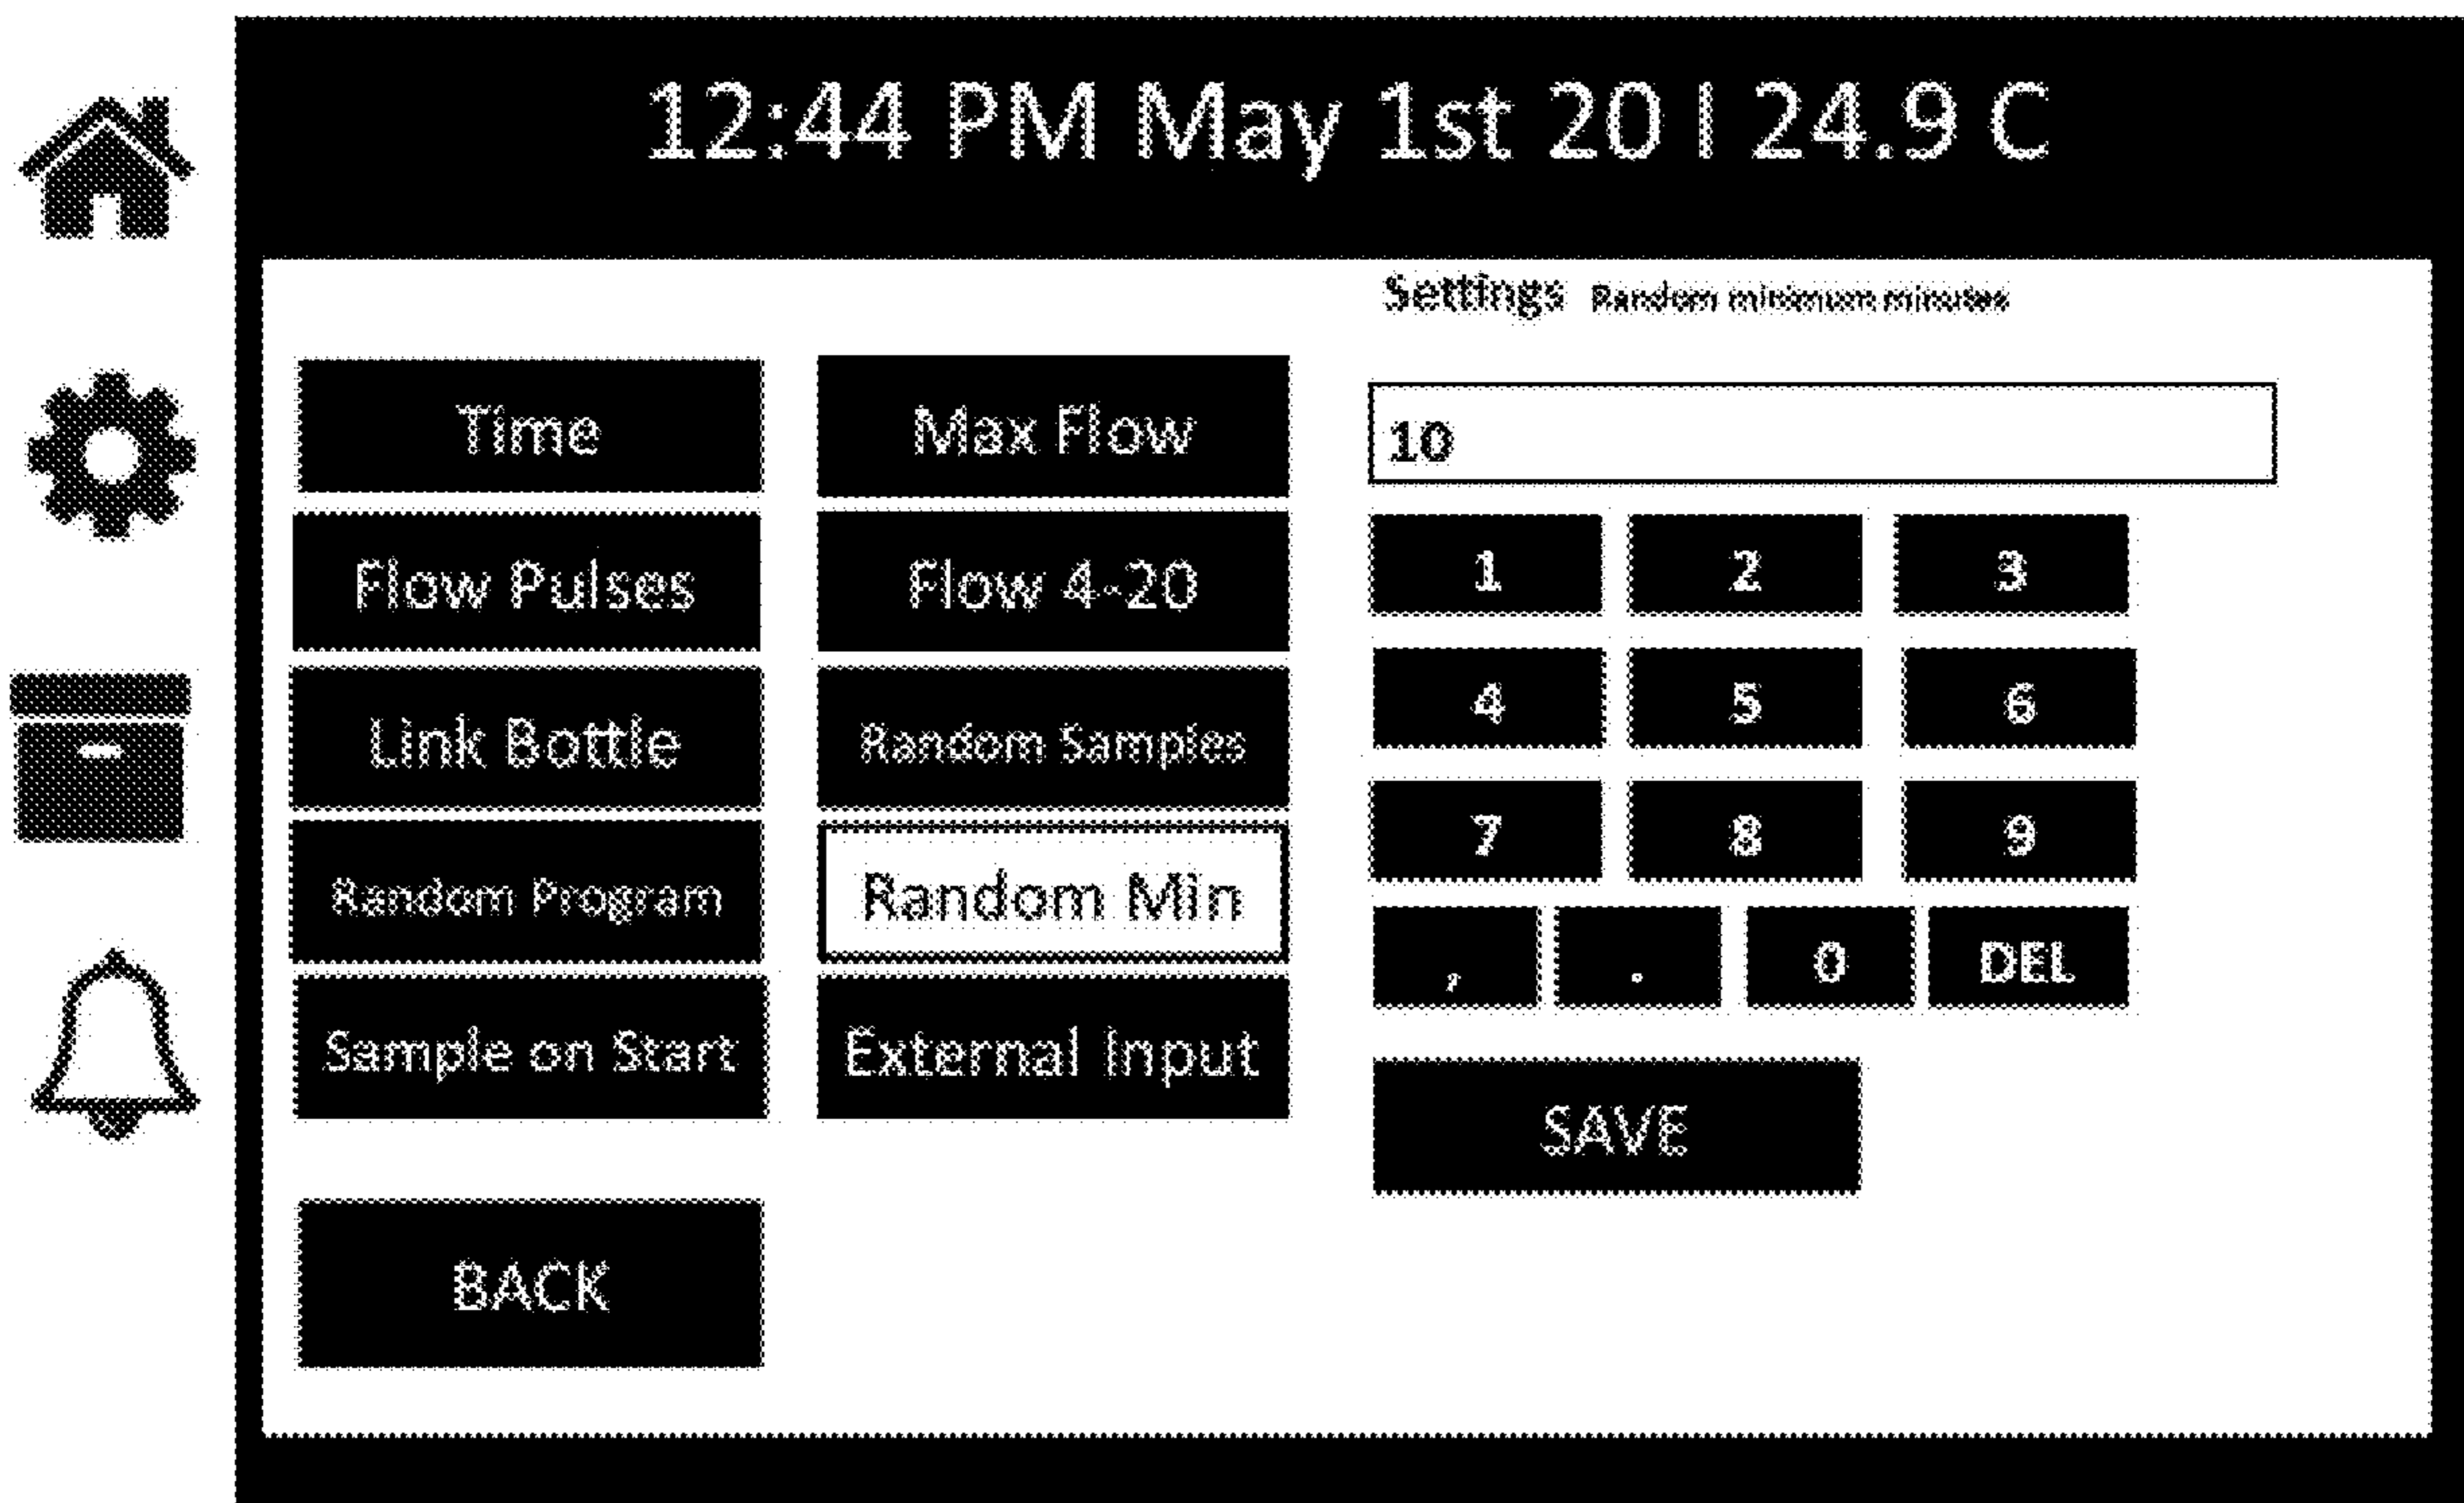 12:44 PM May 1st 20 I 24.9 C
Settings Random minimum minutes
Time
Max Flow
10
Flow Pulses
Flow 4-20
1 2 3
Link Bottle
Random Samples
4 5 6
Random Program
Random Min
7 8 9
, . 0 DEL
Sample on Start
External Input
SAVE
BACK